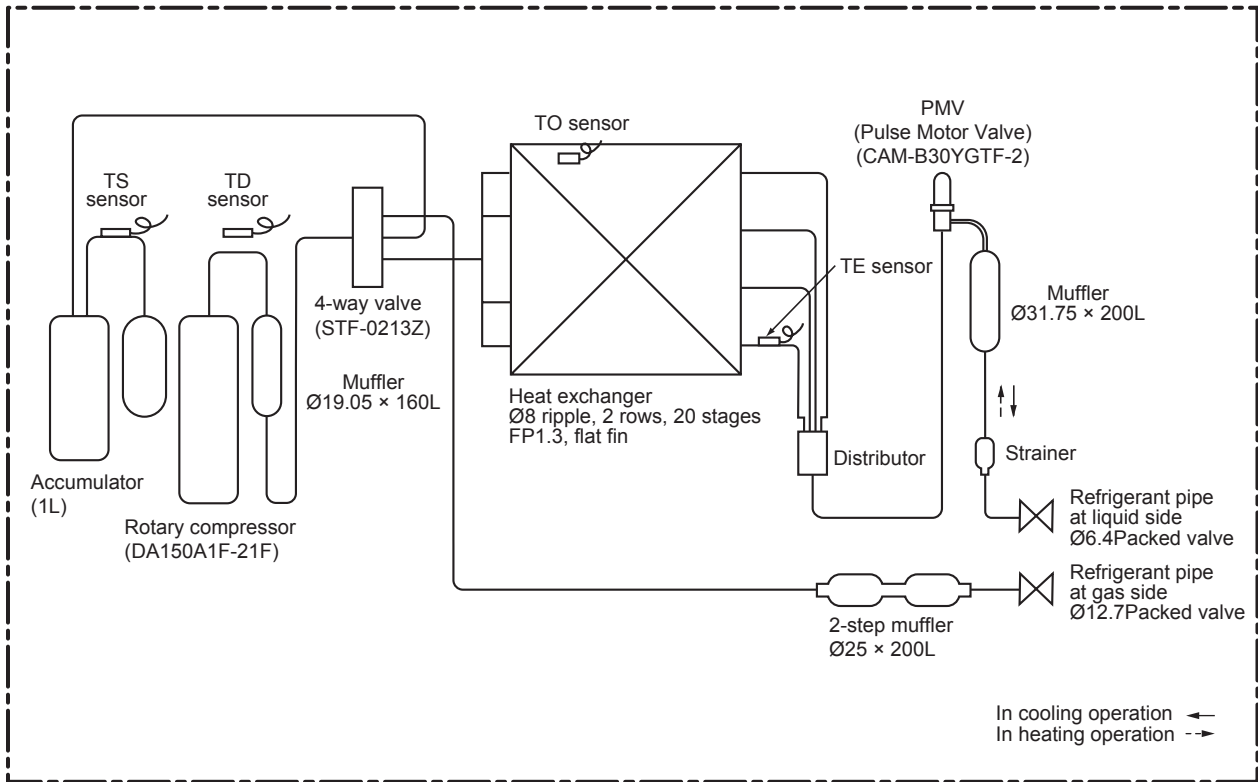 PMV
(Pulse Motor Valve)
(CAM-B30YGTF-2)
TO sensor
TS
sensor
TD
sensor
TE sensor
4-way valve
(STF-0213Z)
Muffler
Ø31.75 × 200L
Muffler
Ø19.05 × 160L
Heat exchanger
Ø8 ripple, 2 rows, 20 stages
FP1.3, flat fin
Distributor
Strainer
Accumulator
(1L)
Rotary compressor
(DA150A1F-21F)
Refrigerant pipe
at liquid side
Ø6.4Packed valve
Refrigerant pipe
at gas side
Ø12.7Packed valve
2-step muffler
Ø25 × 200L
In cooling operation
In heating operation